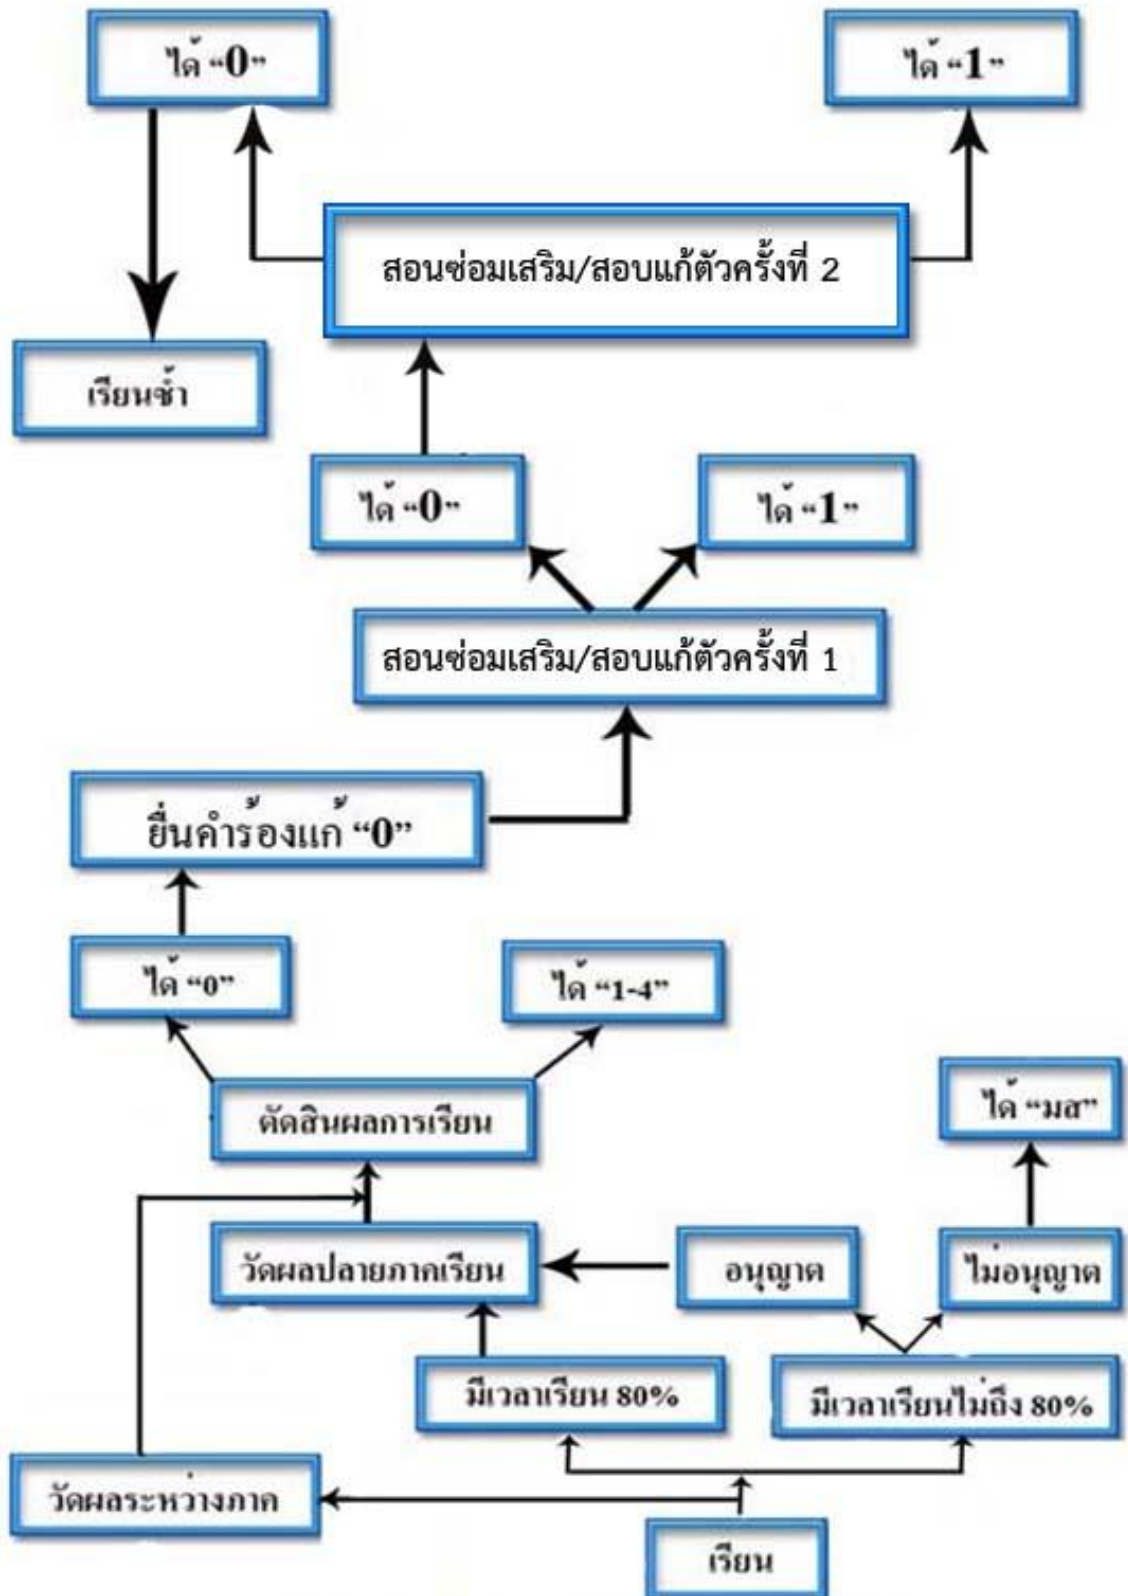 ได้ “0”
ได้ “1”
สอนซ่อมเสริม/สอบแก้ตัวครั้งที่ 2
เรียนซ้ำ
ได้ “0”
ได้ “1”
สอนซ่อมเสริม/สอบแก้ตัวครั้งที่ 1
ยื่นคำร้องแก้ “0”
ได้ “0”
ได้ “1-4”
ตัดสินผลการเรียน
ได้ “มส”
วัดผลปลายภาคเรียน
อนุญาต
ไม่อนุญาต
มีเวลาเรียน 80%
มีเวลาเรียนไม่ถึง 80%
วัดผลระหว่างภาค
เรียน